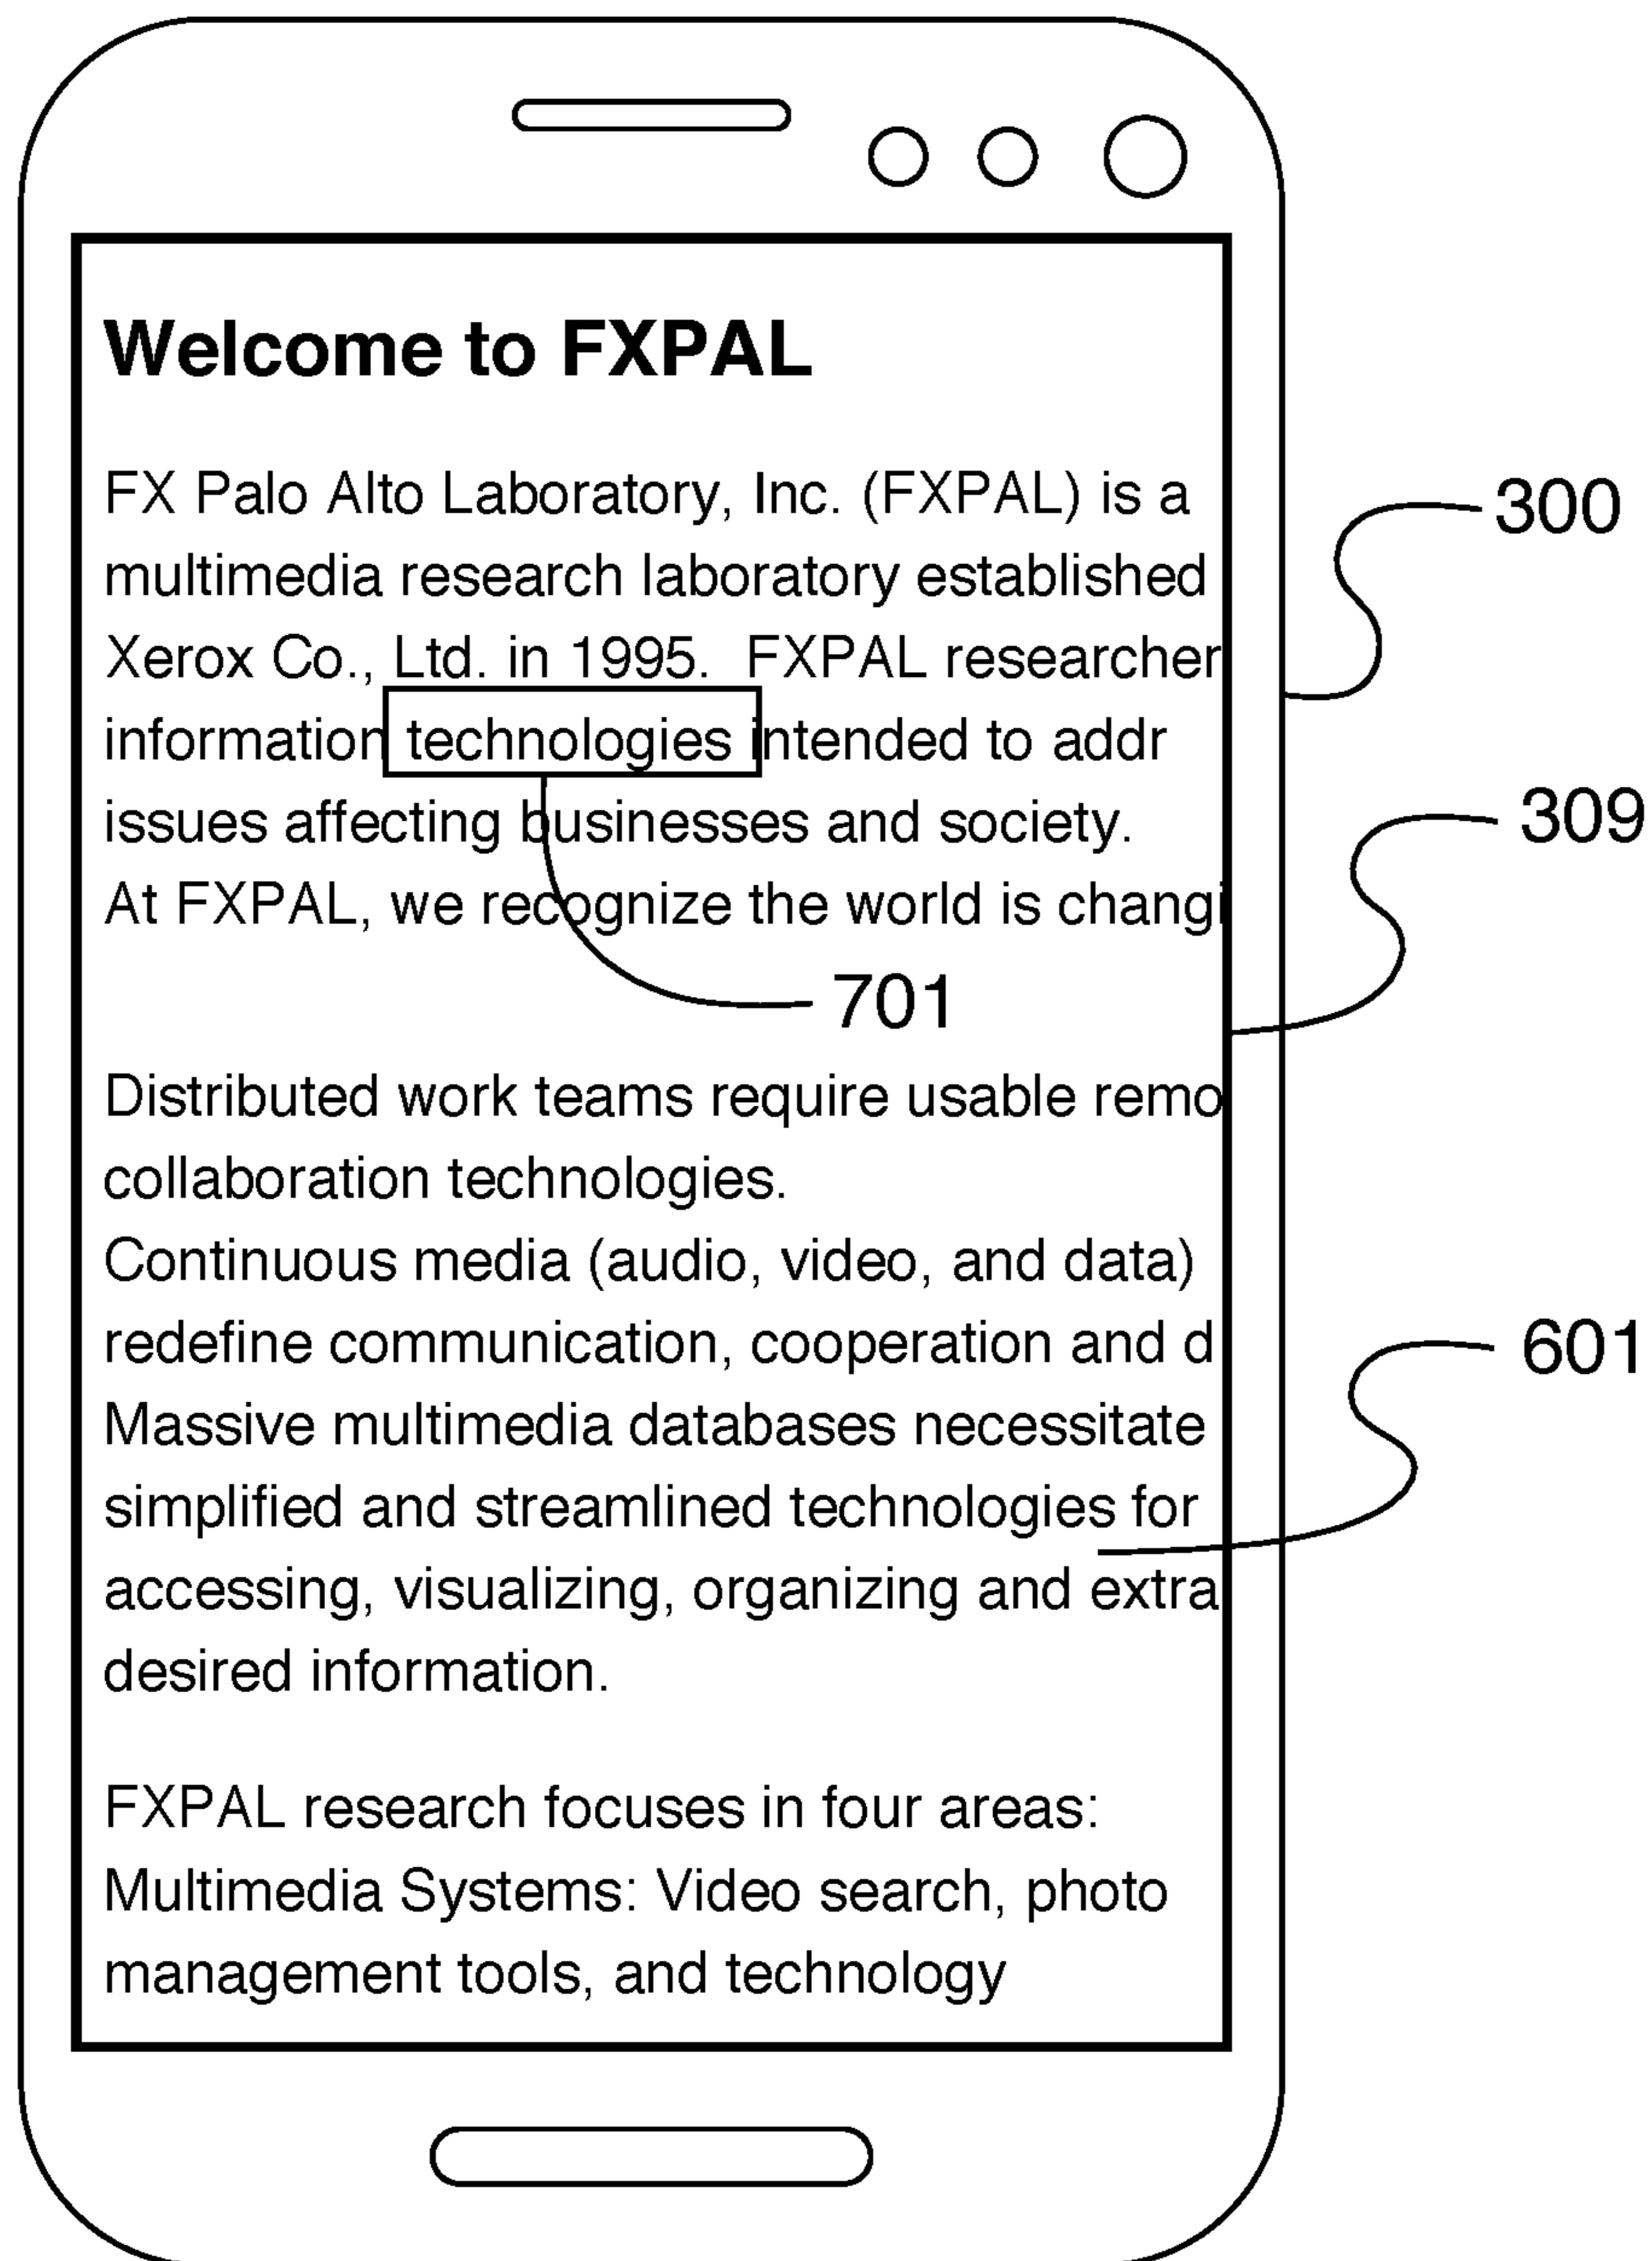 Welcome to FXPAL
FX Palo Alto Laboratory, Inc. (FXPAL) is a
multimedia research laboratory established
Xerox Co., Ltd. in 1995. FXPAL researcher
information technologies intended to addr
issues affecting businesses and society.
At FXPAL, we recognize the world is changi
701
Distributed work teams require usable remo
collaboration technologies.
Continuous media (audio, video, and data)
redefine communication, cooperation and d
Massive multimedia databases necessitate
simplified and streamlined technologies for
accessing, visualizing, organizing and extra
desired information.
FXPAL research focuses in four areas:
Multimedia Systems: Video search, photo
management tools, and technology
300
309
601